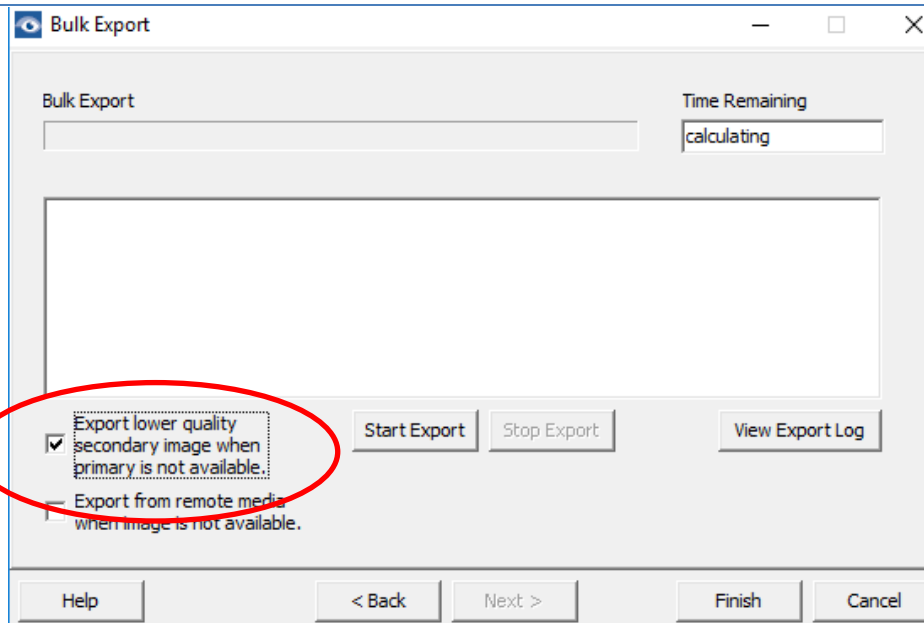 Bulk Export
Bulk Export
Time Remaining
calculating
Export lower quality
secondary image when
primary is not available.
Start Export
Stop Export
View Export Log
Export from remote media
when image is not available.
Help
< Back
Next >
Finish
Cancel